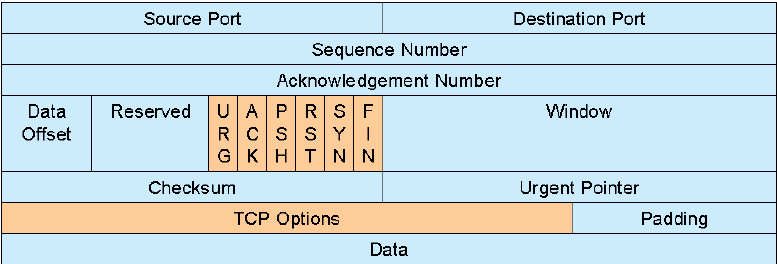 Source Port Destination Port
Sequence Number
Acknowledgement Number
Data Offset Reserved URG ACK PSH RST SYN FIN Window
Checksum Urgent Pointer
TCP Options Padding
Data